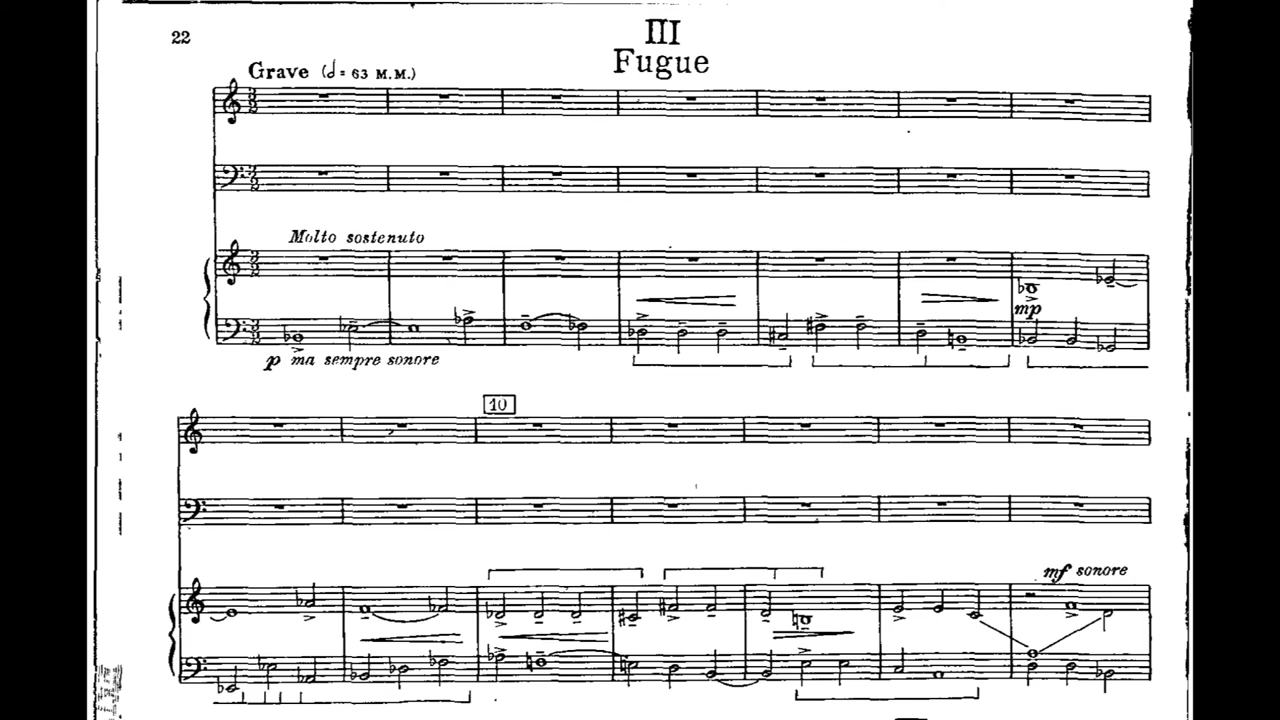 22
III
Fugue
Grave (𝅗𝅥 = 63 M.M.)
Molto sostenuto
mp
p ma sempre sonore
10
mf sonore